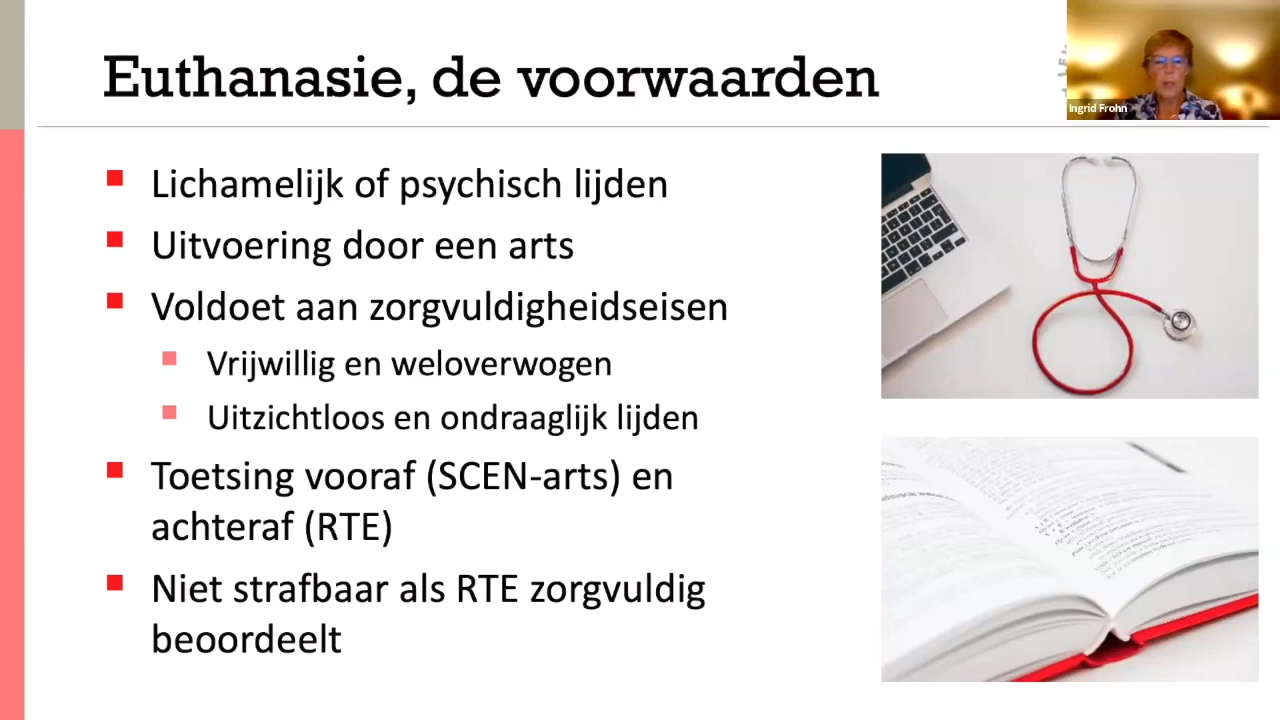 Euthanasie, de voorwaarden
Ingrid Frohn
Lichamelijk of psychisch lijden
Uitvoering door een arts
Voldoet aan zorgvuldigheidseisen
Vrijwillig en weloverwogen
Uitzichtloos en ondraaglijk lijden
Toetsing vooraf (SCEN-arts) en
achteraf (RTE)
Niet strafbaar als RTE zorgvuldig
beoordeelt